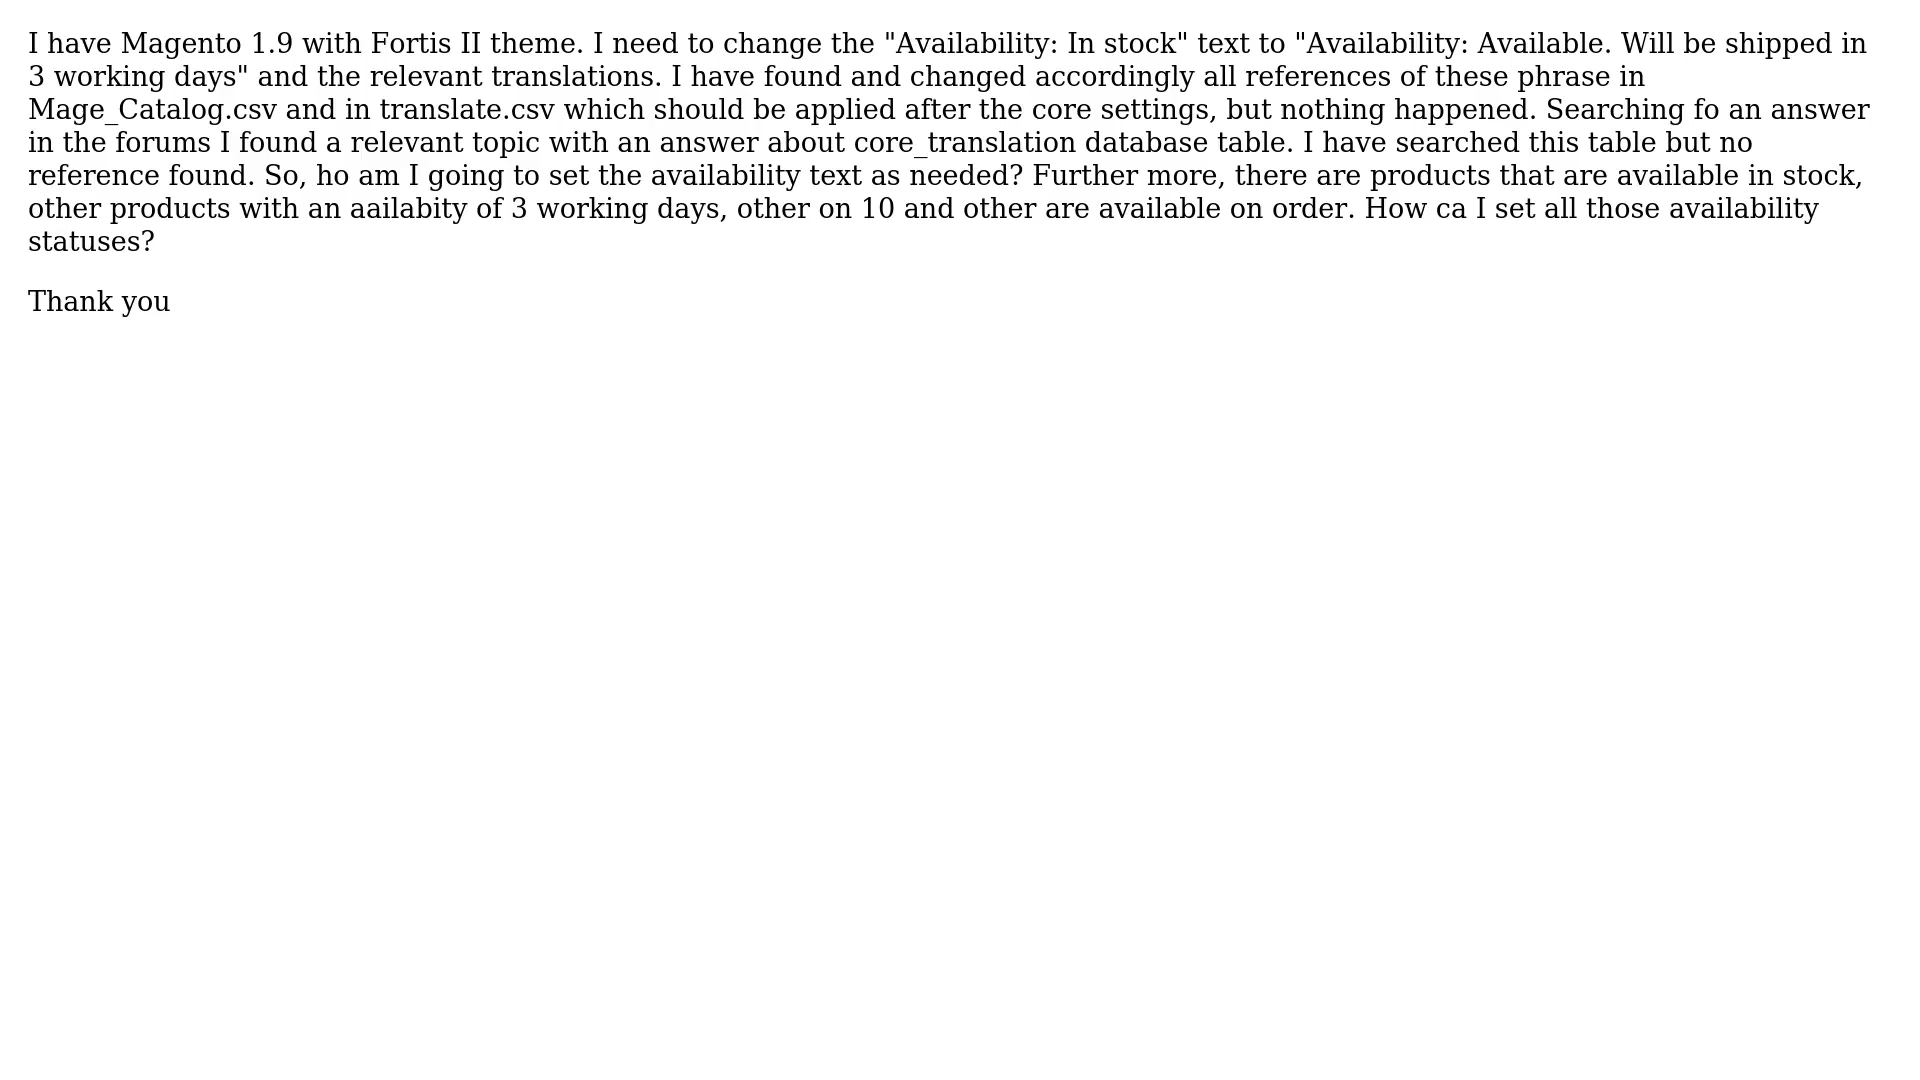 I have Magento 1.9 with Fortis II theme. I need to change the "Availability: In stock" text to "Availability: Available. Will be shipped in
3 working days" and the relevant translations. I have found and changed accordingly all references of these phrase in
Mage_Catalog.csv and in translate.csv which should be applied after the core settings, but nothing happened. Searching fo an answer
in the forums I found a relevant topic with an answer about core_translation database table. I have searched this table but no
reference found. So, ho am I going to set the availability text as needed? Further more, there are products that are available in stock,
other products with an aailabity of 3 working days, other on 10 and other are available on order. How ca I set all those availability
statuses?
Thank you